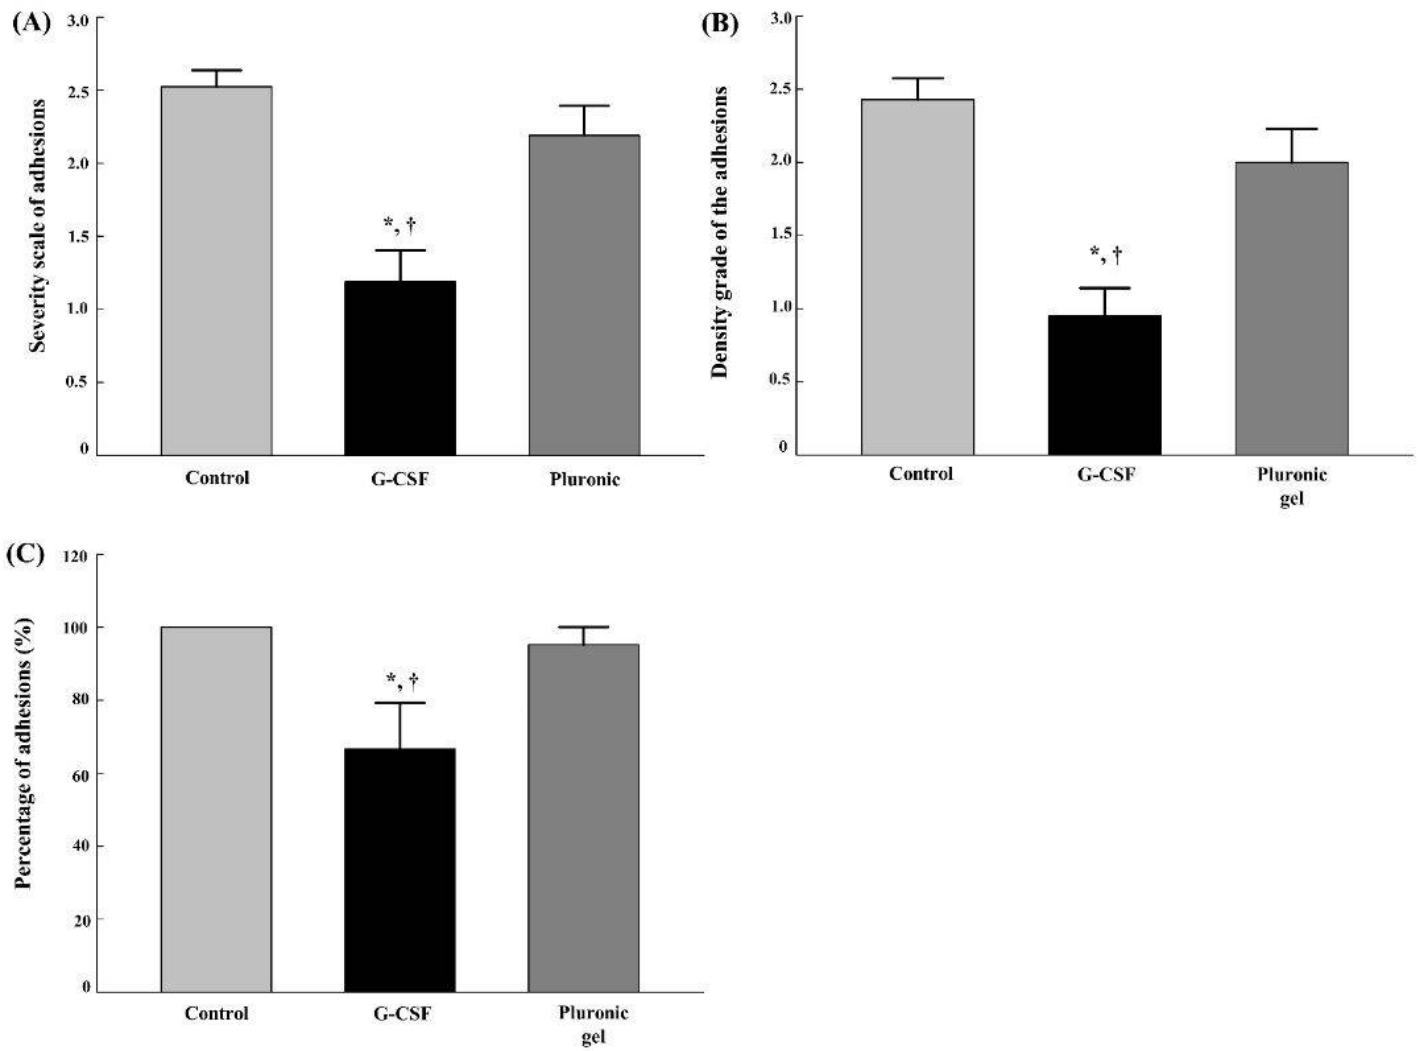 (A)
Severity scale of adhesions
3.0
2.5
2.0
1.5
1.0
0.5
0
*, †
Control
G-CSF
Pluronic
(B)
Density grade of the adhesions
3.0
2.5
2.0
1.5
1.0
0.5
0
*, †
Control
G-CSF
Pluronic
gel
(C)
Percentage of adhesions (%)
120
100
80
60
40
20
0
*, †
Control
G-CSF
Pluronic
gel